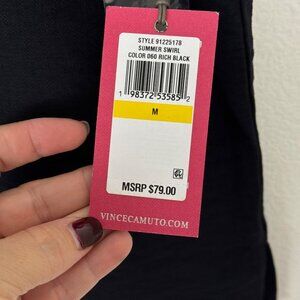 STYLE 91225178
SUMMER SWIRL
COLOR 060 RICH BLACK
1 98372 53585 2
M
MSRP $79.00
VINCECAMUTO.COM